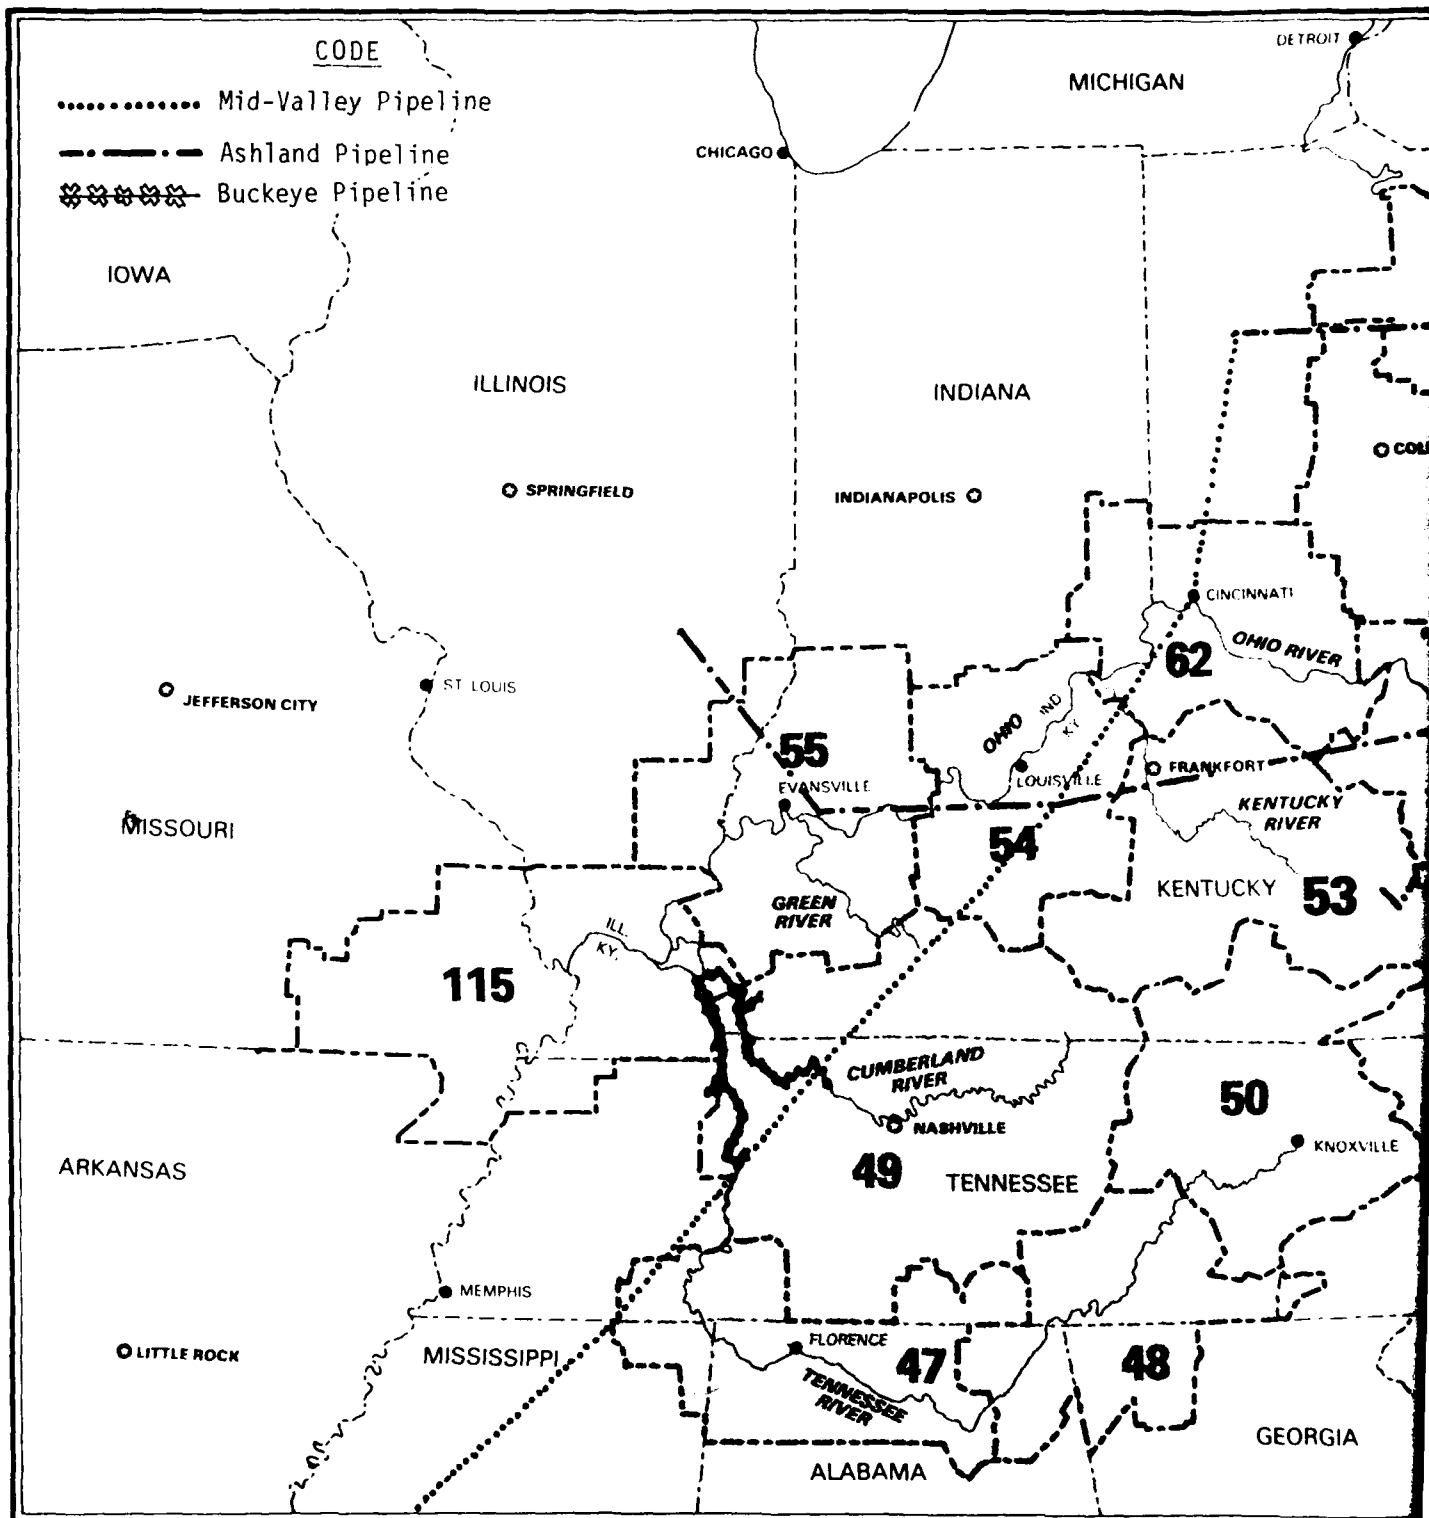 CODE
Mid-Valley Pipeline
Ashland Pipeline
Buckeye Pipeline
DETROIT
MICHIGAN
CHICAGO
IOWA
ILLINOIS
INDIANA
SPRINGFIELD
INDIANAPOLIS
CINCINNATI
OHIO RIVER
62
JEFFERSON CITY
ST LOUIS
OHIO
IND
KY
55
EVANSVILLE
LOUISVILLE
FRANKFORT
KENTUCKY
RIVER
MISSOURI
54
KENTUCKY
53
GREEN
RIVER
ILL.
KY.
115
CUMBERLAND
RIVER
50
NASHVILLE
KNOXVILLE
ARKANSAS
49
TENNESSEE
MEMPHIS
LITTLE ROCK
MISSISSIPPI
FLORENCE
47
48
TENNESSEE
RIVER
GEORGIA
ALABAMA